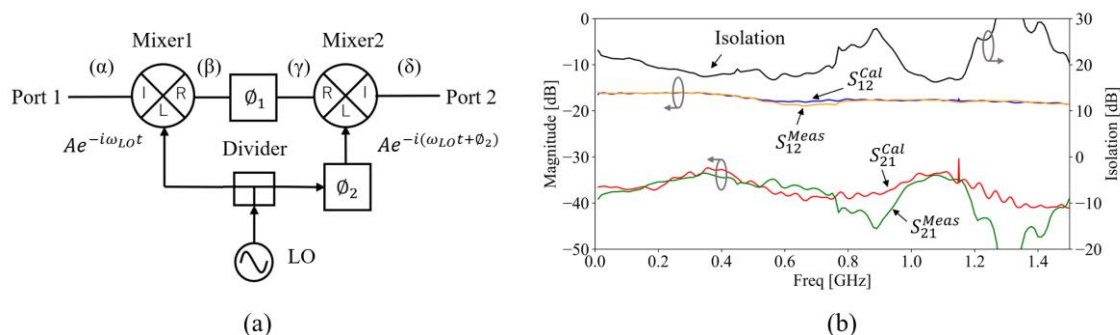 Mixer1
Mixer2
(α)
(β)
(γ)
(δ)
Port 1
I
R
L
∅₁
R
I
L
Port 2
Ae^{-iω_{LO}t}
Divider
Ae^{-i(ω_{LO}t+∅₂)}
∅₂
LO
(a)
Magnitude [dB]
0
−10
−20
−30
−40
−50
Isolation
S_{12}^{Cal}
S_{12}^{Meas}
S_{21}^{Cal}
S_{21}^{Meas}
30
20
10
0
−10
−20
Isolation [dB]
0.0
0.2
0.4
0.6
0.8
1.0
1.2
1.4
Freq [GHz]
(b)